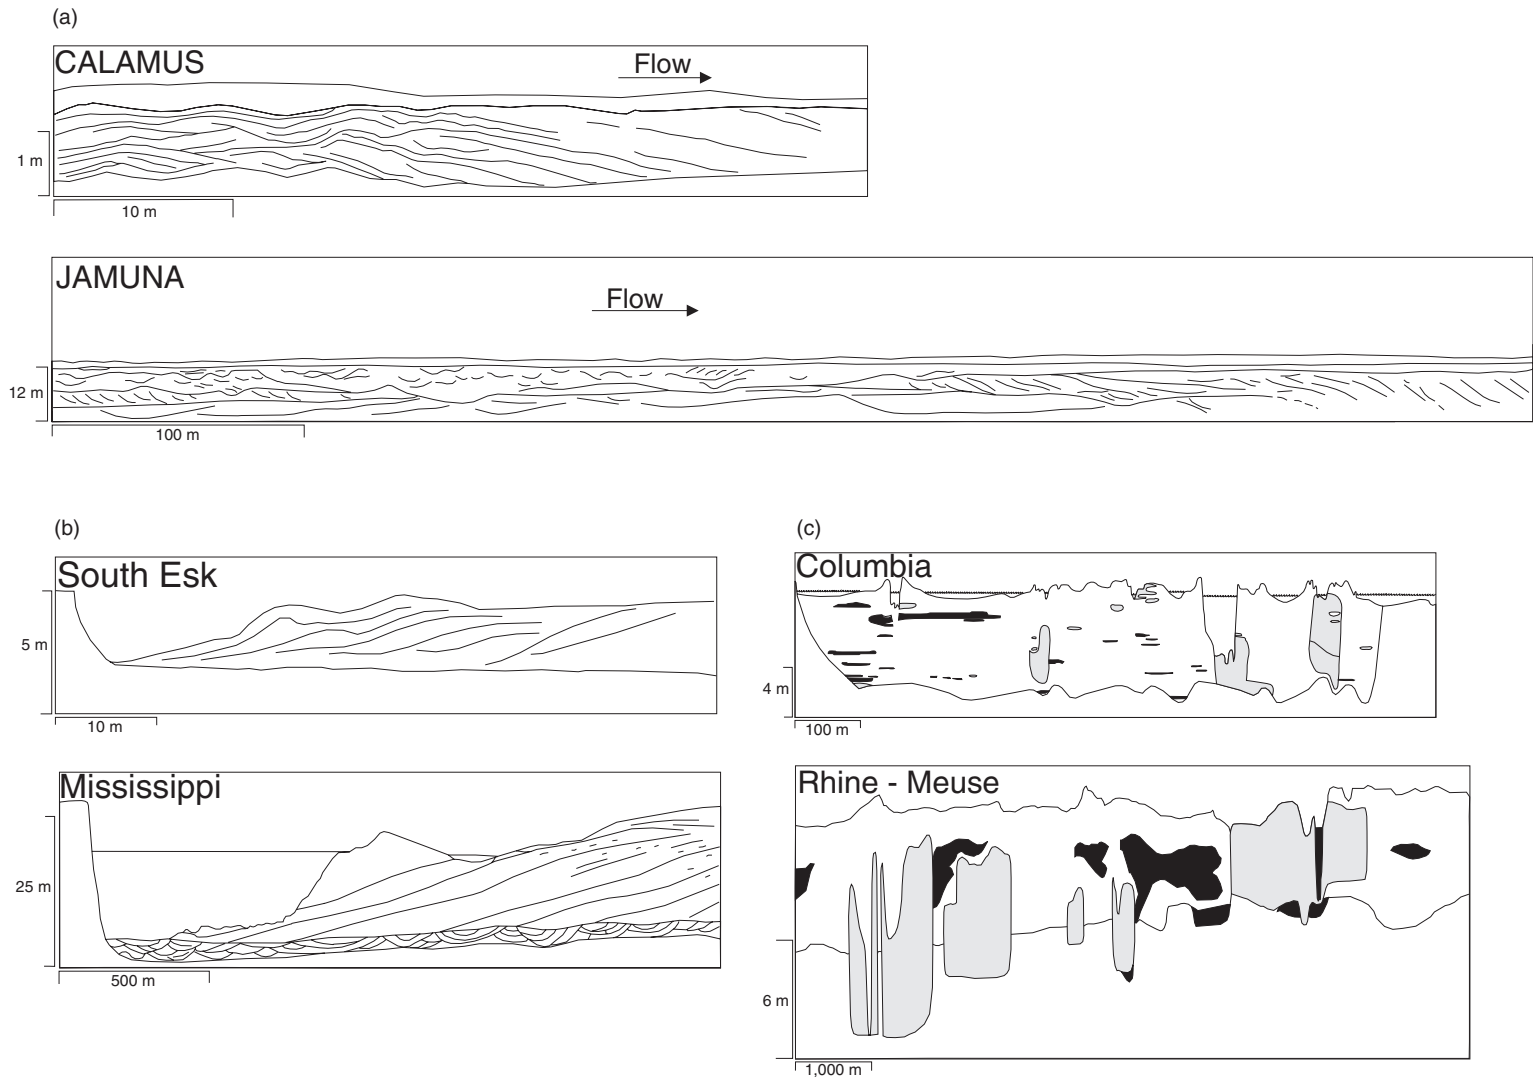 (a)
CALAMUS
Flow
1 m
10 m
JAMUNA
Flow
12 m
100 m
(b)
South Esk
5 m
10 m
Mississippi
25 m
500 m
(c)
Columbia
4 m
100 m
Rhine - Meuse
6 m
1,000 m